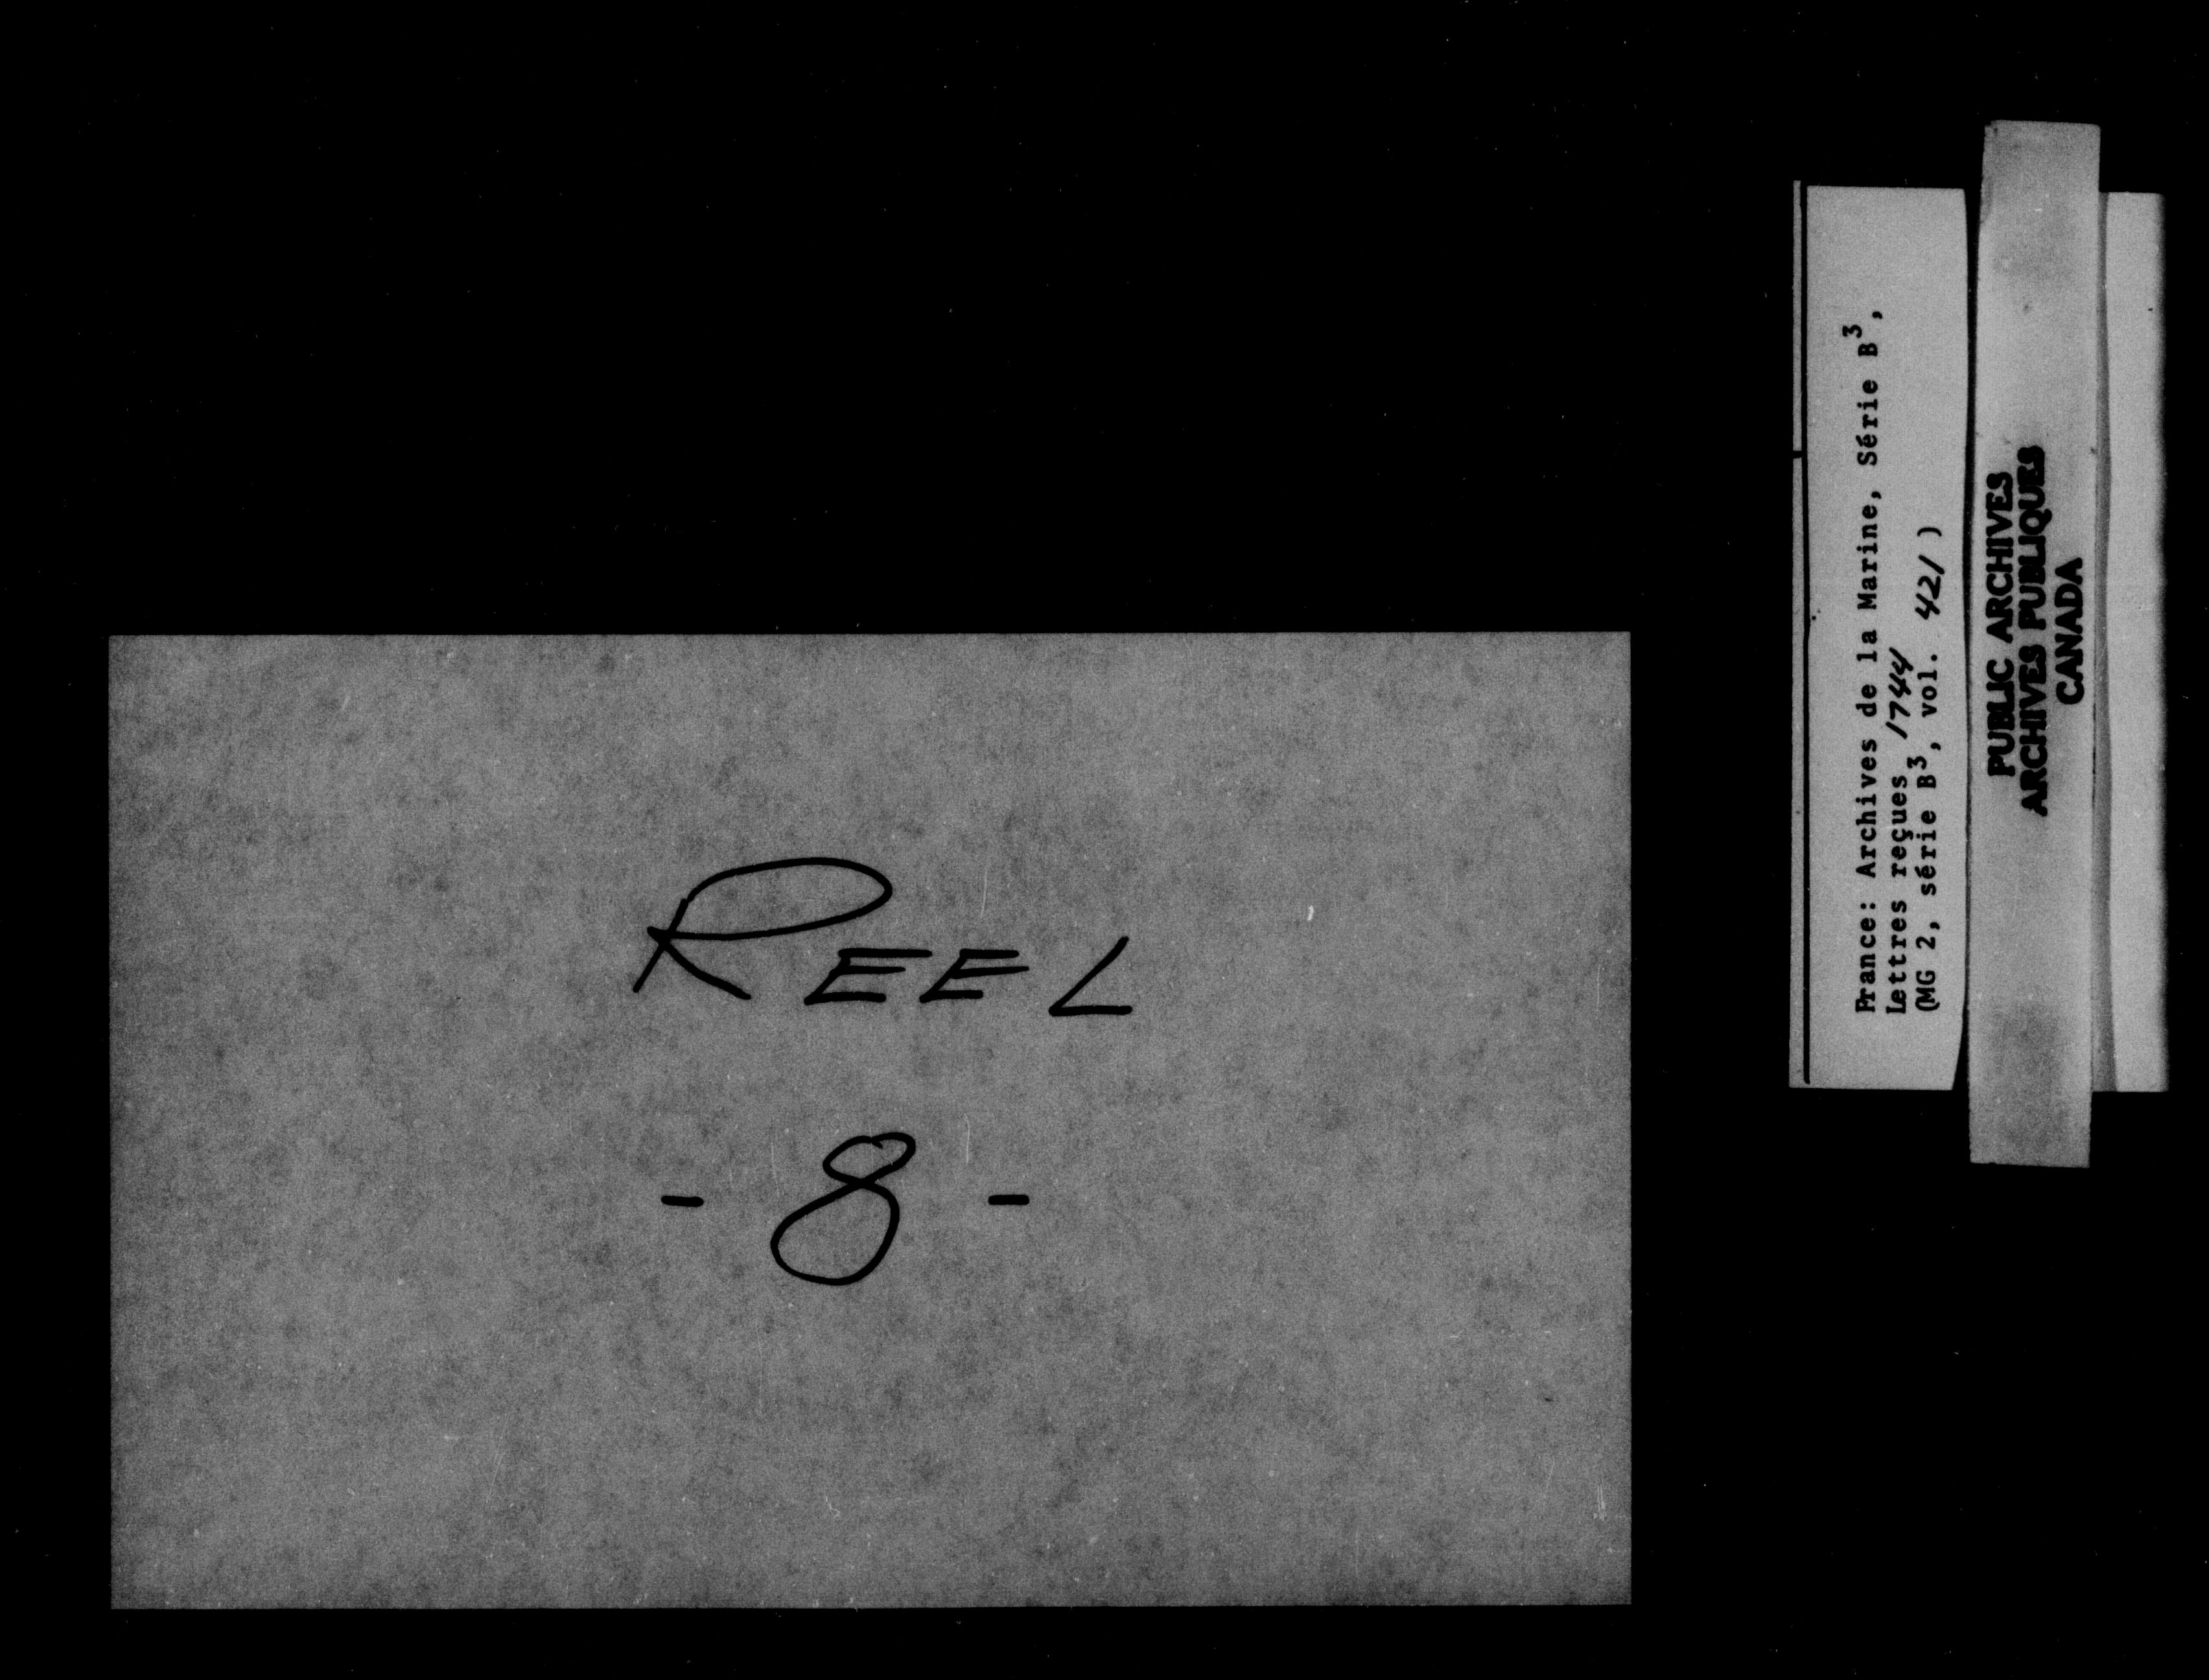 REEL
- 8 -
France: Archives de la Marine, Série B³,
Lettres reçues 1744
(MG 2, série B³, vol. 421)
PUBLIC ARCHIVES
ARCHIVES PUBLIQUES
CANADA